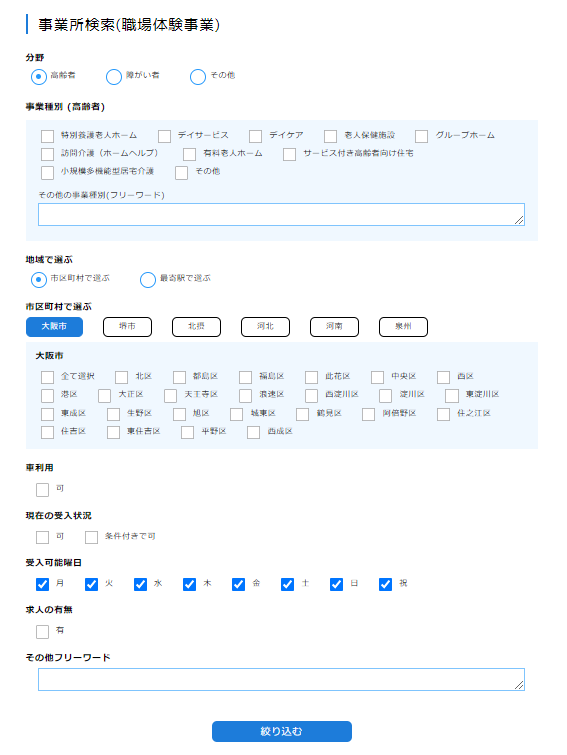 事業所検索(職場体験事業)
分野
高齢者 障がい者 その他
事業種別 (高齢者)
特別養護老人ホーム デイサービス デイケア 老人保健施設 グループホーム
訪問介護（ホームヘルプ） 有料老人ホーム サービス付き高齢者向け住宅
小規模多機能型居宅介護 その他
その他の事業種別(フリーワード)
地域で選ぶ
市区町村で選ぶ 最寄駅で選ぶ
市区町村で選ぶ
大阪市 堺市 北摂 河北 河南 泉州
大阪市
全て選択 北区 都島区 福島区 此花区 中央区 西区
港区 大正区 天王寺区 浪速区 西淀川区 淀川区 東淀川区
東成区 生野区 旭区 城東区 鶴見区 阿倍野区 住之江区
住吉区 東住吉区 平野区 西成区
車利用
可
現在の受入状況
可 条件付きで可
受入可能曜日
月 火 水 木 金 土 日 祝
求人の有無
有
その他フリーワード
絞り込む